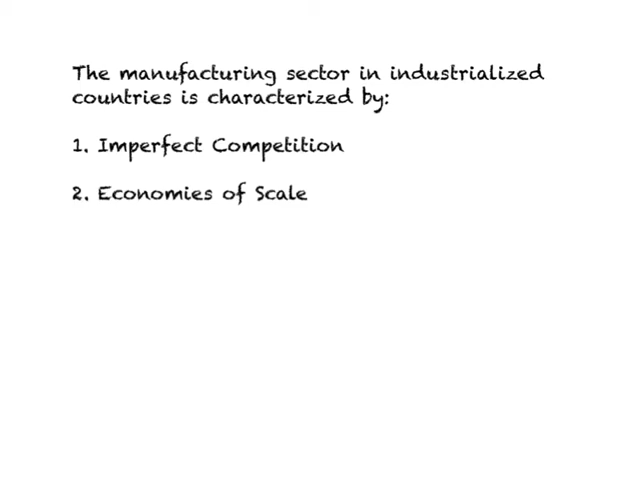 The manufacturing sector in industrialized
countries is characterized by:
1. Imperfect Competition
2. Economies of Scale